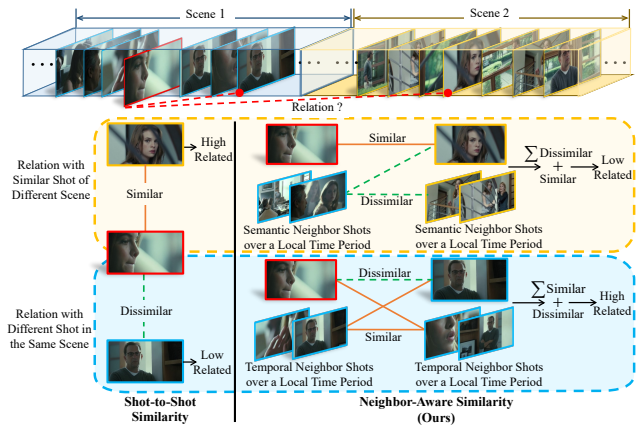 Scene 1
Scene 2
Relation ?
Relation with
Similar Shot of
Different Scene
High
Related
Similar
Similar
Dissimilar
Semantic Neighbor Shots
over a Local Time Period
Semantic Neighbor Shots
over a Local Time Period
∑ Dissimilar
+
Similar
Low
Related
Relation with
Different Shot in
the Same Scene
Dissimilar
Low
Related
Dissimilar
Similar
Temporal Neighbor Shots
over a Local Time Period
Temporal Neighbor Shots
over a Local Time Period
∑ Similar
+
Dissimilar
High
Related
Shot-to-Shot
Similarity
Neighbor-Aware Similarity
(Ours)